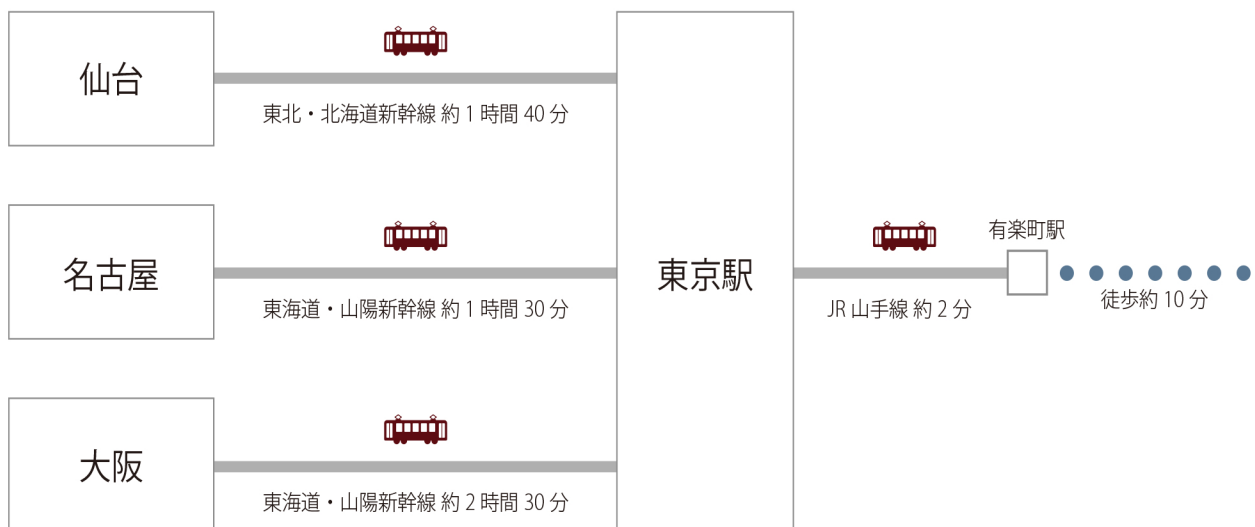 仙台
東北・北海道新幹線 約 1 時間 40 分
名古屋
東海道・山陽新幹線 約 1 時間 30 分
大阪
東海道・山陽新幹線 約 2 時間 30 分
東京駅
JR 山手線 約 2 分
有楽町駅
徒歩約 10 分